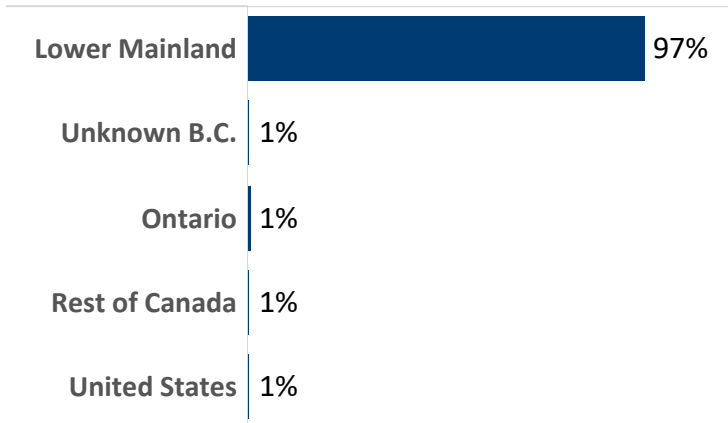 Lower Mainland 97%
Unknown B.C. 1%
Ontario 1%
Rest of Canada 1%
United States 1%